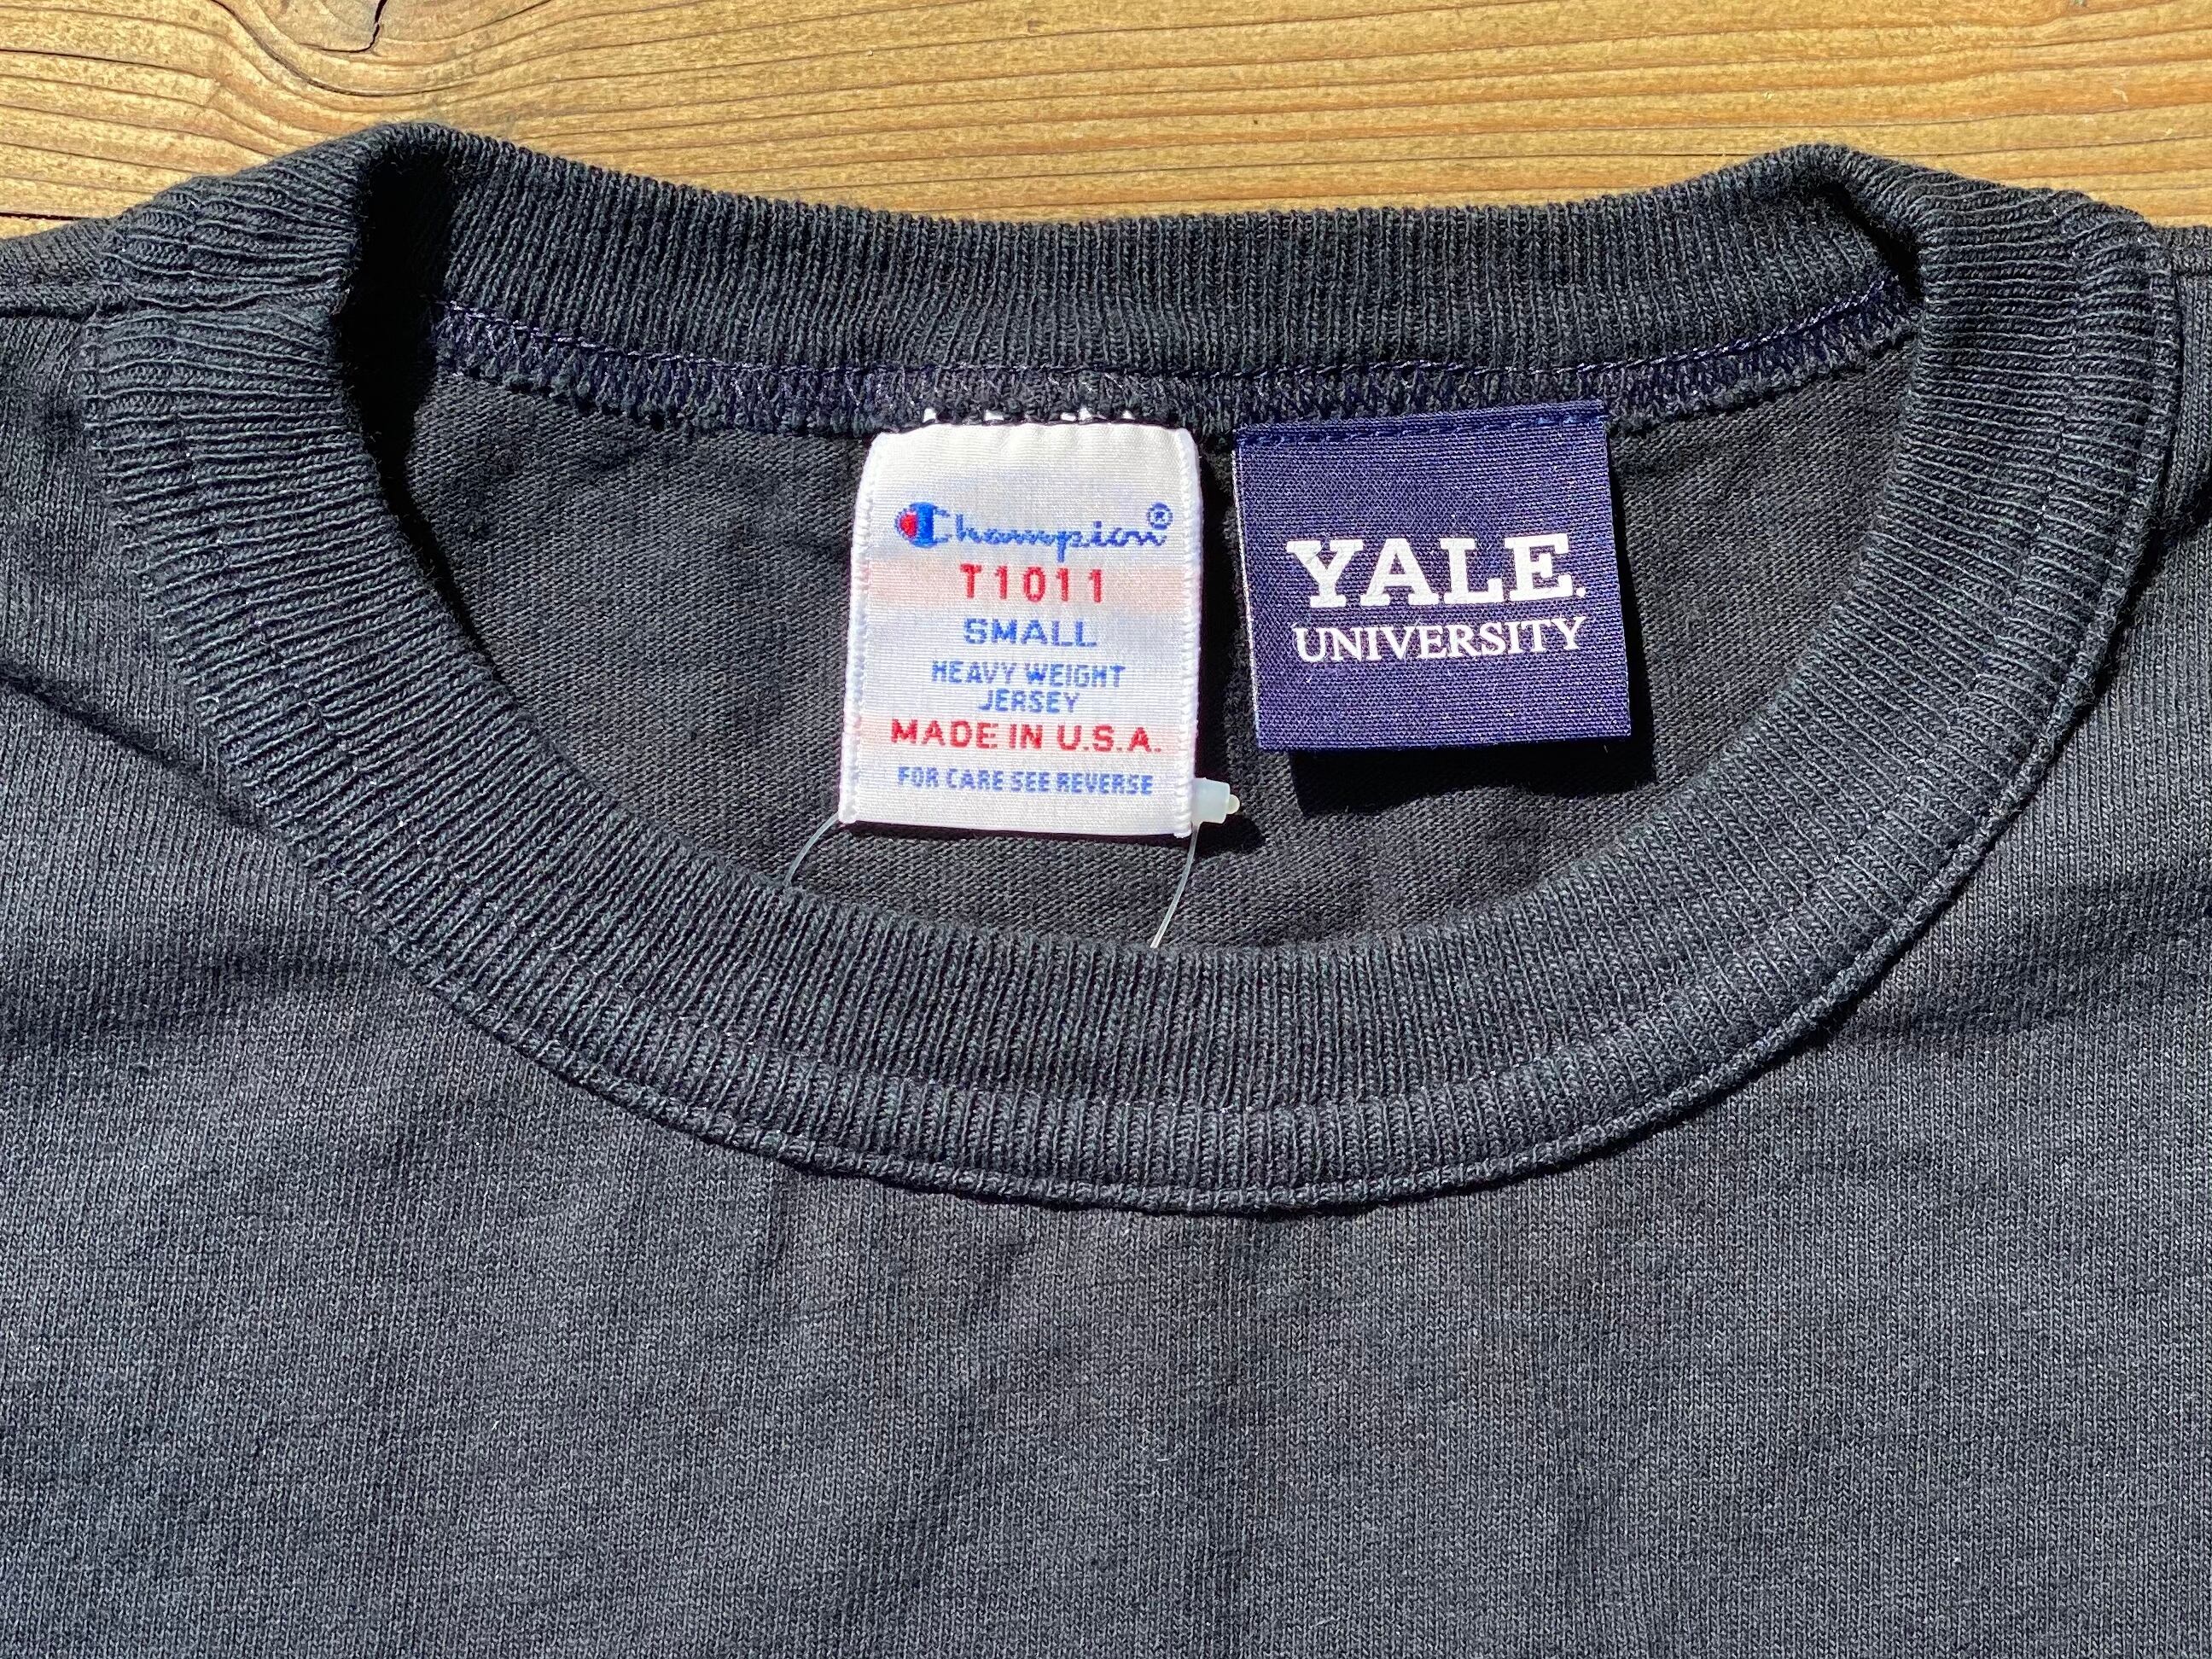 Champion®
T1011
SMALL
HEAVY WEIGHT
JERSEY
MADE IN U.S.A.
FOR CARE SEE REVERSE
YALE.
UNIVERSITY